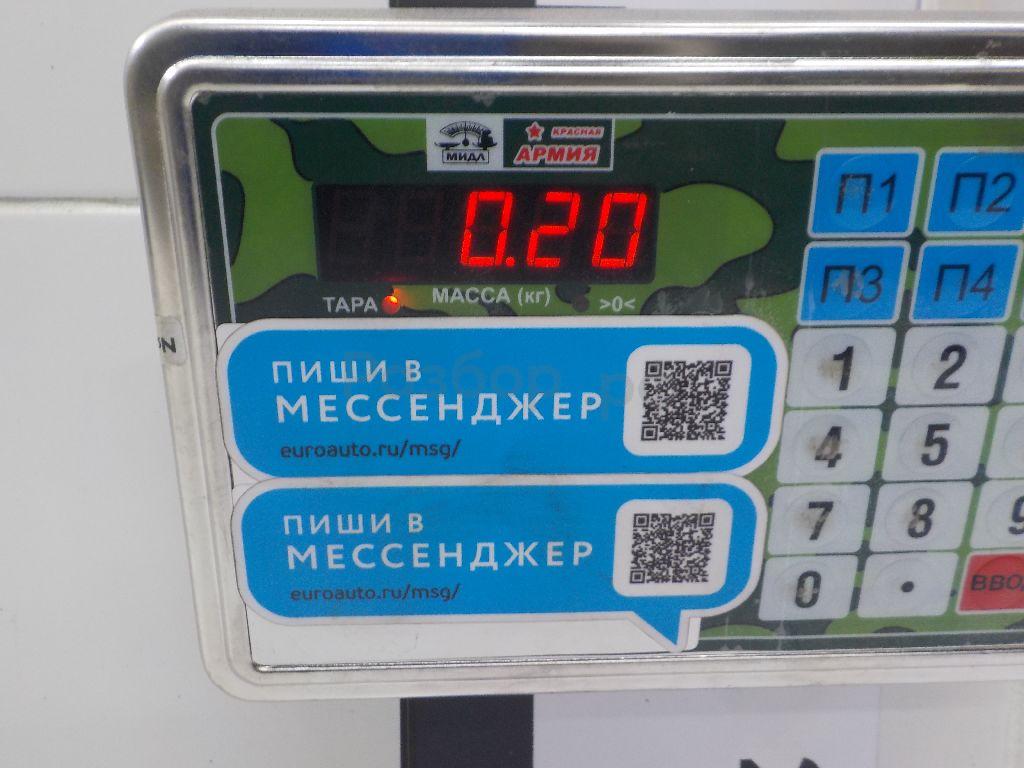 МИДЛ
КРАСНАЯ
АРМИЯ
0.20
ТАРА МАССА (кг) >0<
П1 П2
П3 П4
ПИШИ В
МЕССЕНДЖЕР
euroauto.ru/msg/
1 2
4 5
ПИШИ В
МЕССЕНДЖЕР
euroauto.ru/msg/
7 8 9
0 .